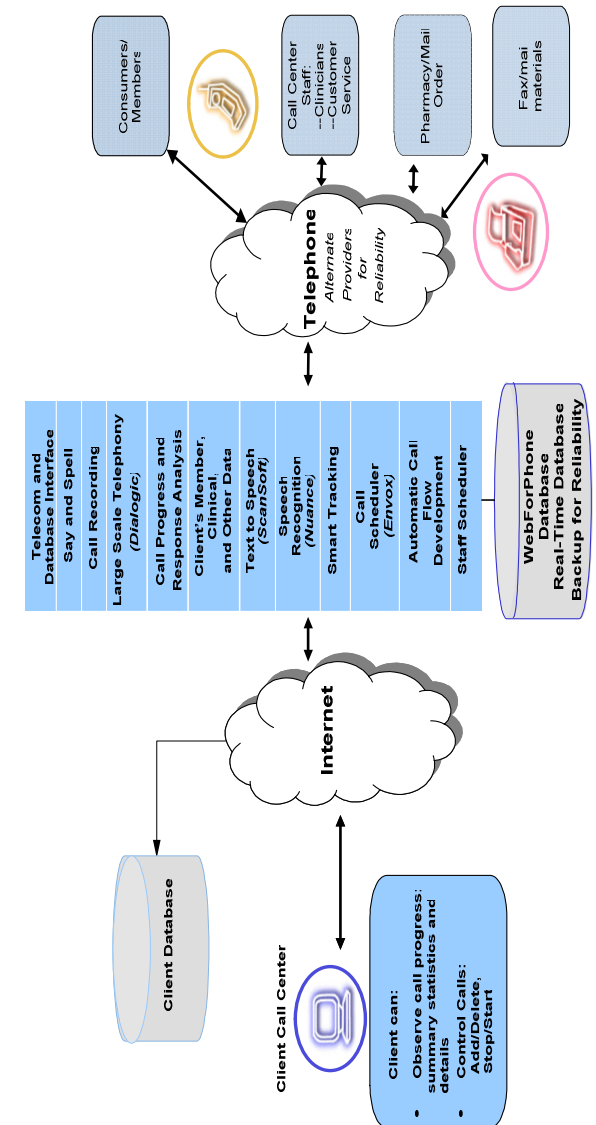 Client Database
Client Call Center
Client can:
• Observe call progress:
summary statistics and
details
• Control Calls:
Add/Delete,
Stop/Start
Internet
Telecom and
Database Interface
Say and Spell
Call Recording
Large Scale Telephony
(Dialogic)
Call Progress and
Response Analysis
Client's Member,
Clinical,
and Other Data
Text to Speech
(ScanSoft)
Speech
Recognition
(Nuance)
Smart Tracking
Call
Scheduler
(Envox)
Automatic Call
Flow
Development
Staff Scheduler
WebForPhone
Database
Real-Time Database
Backup for Reliability
Telephone
Alternate
Providers
for
Reliability
Consumers/
Members
Call Center
Staff:
--Clinicians
--Customer
Service
Pharmacy/Mail
Order
Fax/mai
materials